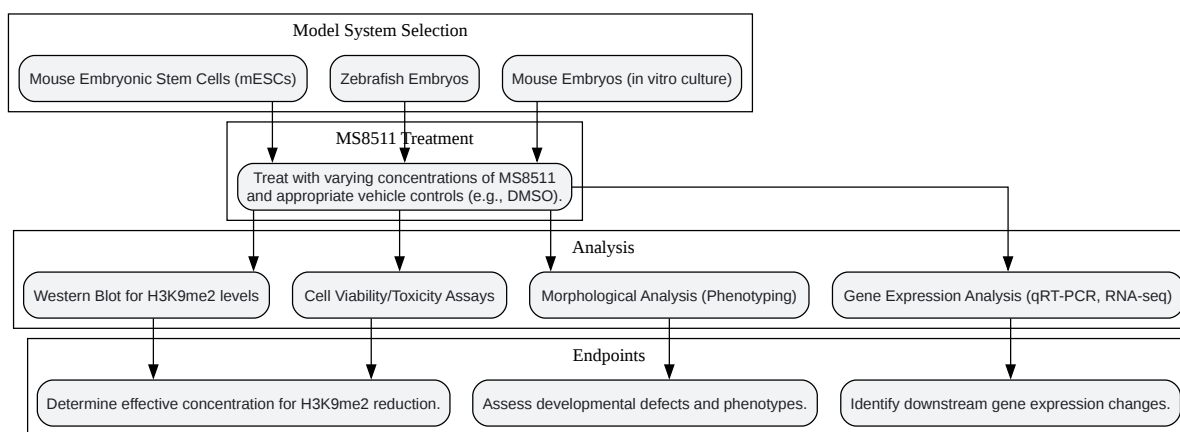 Model System Selection
Mouse Embryonic Stem Cells (mESCs)
Zebrafish Embryos
Mouse Embryos (in vitro culture)
MS8511 Treatment
Treat with varying concentrations of MS8511
and appropriate vehicle controls (e.g., DMSO).
Analysis
Western Blot for H3K9me2 levels
Cell Viability/Toxicity Assays
Morphological Analysis (Phenotyping)
Gene Expression Analysis (qRT-PCR, RNA-seq)
Endpoints
Determine effective concentration for H3K9me2 reduction.
Assess developmental defects and phenotypes.
Identify downstream gene expression changes.